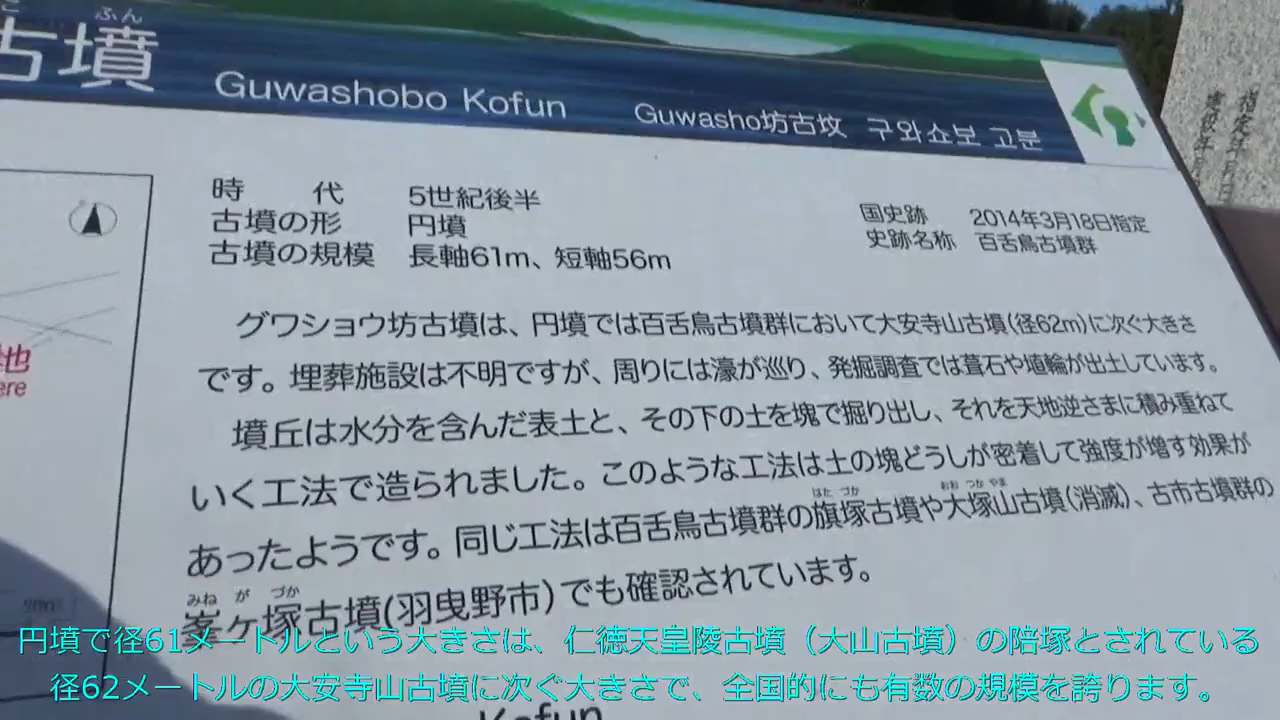 ふん
古墳 Guwashobo Kofun Guwasho坊古坟 구와쇼보 고분
時 代 5世紀後半
古墳の形 円墳
古墳の規模 長軸61m、短軸56m
国史跡 2014年3月18日指定
史跡名称 百舌鳥古墳群
グワショウ坊古墳は、円墳では百舌鳥古墳群において大安寺山古墳(径62m)に次ぐ大きさ
です。埋葬施設は不明ですが、周りには濠が巡り、発掘調査では葺石や埴輪が出土しています。
墳丘は水分を含んだ表土と、その下の土を塊で掘り出し、それを天地逆さまに積み重ねて
いく工法で造られました。このような工法は土の塊どうしが密着して強度が増す効果が
はた づか おお つか やま
あったようです。同じ工法は百舌鳥古墳群の旗塚古墳や大塚山古墳(消滅)、古市古墳群の
みね が づか
峯ヶ塚古墳(羽曳野市)でも確認されています。
円墳で径61メートルという大きさは、仁徳天皇陵古墳（大山古墳）の陪塚とされている
径62メートルの大安寺山古墳に次ぐ大きさで、全国的にも有数の規模を誇ります。
Kofun